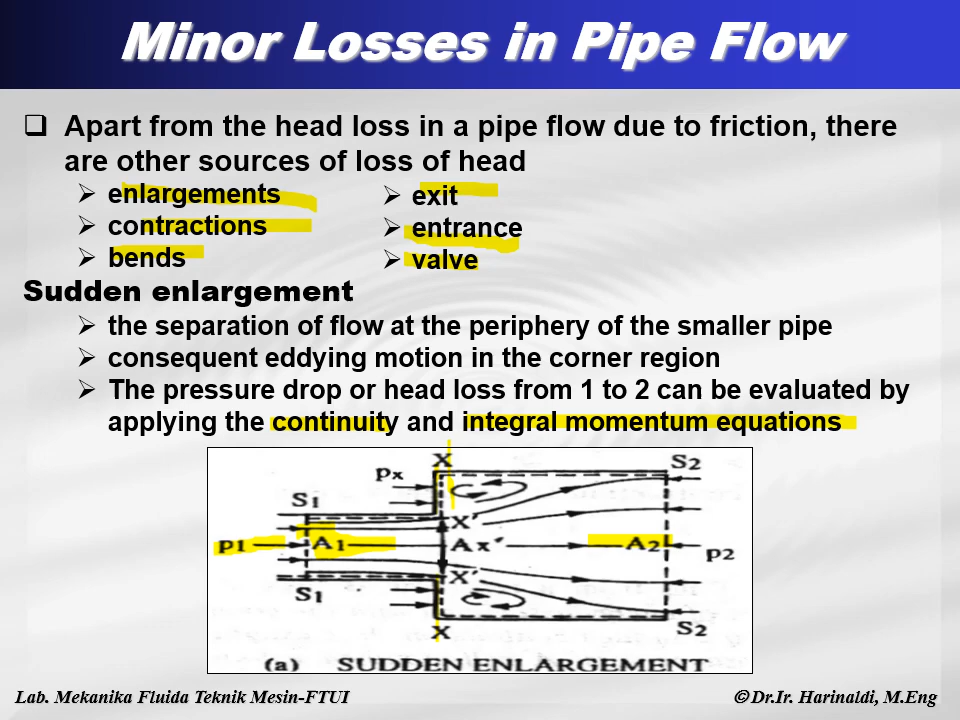 Minor Losses in Pipe Flow
Apart from the head loss in a pipe flow due to friction, there
are other sources of loss of head
enlargements
contractions
bends
exit
entrance
valve
Sudden enlargement
the separation of flow at the periphery of the smaller pipe
consequent eddying motion in the corner region
The pressure drop or head loss from 1 to 2 can be evaluated by
applying the continuity and integral momentum equations
X
S2
px
S1
X'
p1
A1
Ax'
A2
p2
X'
S1
X
S2
(a) SUDDEN ENLARGEMENT
Lab. Mekanika Fluida Teknik Mesin-FTUI
©Dr.Ir. Harinaldi, M.Eng